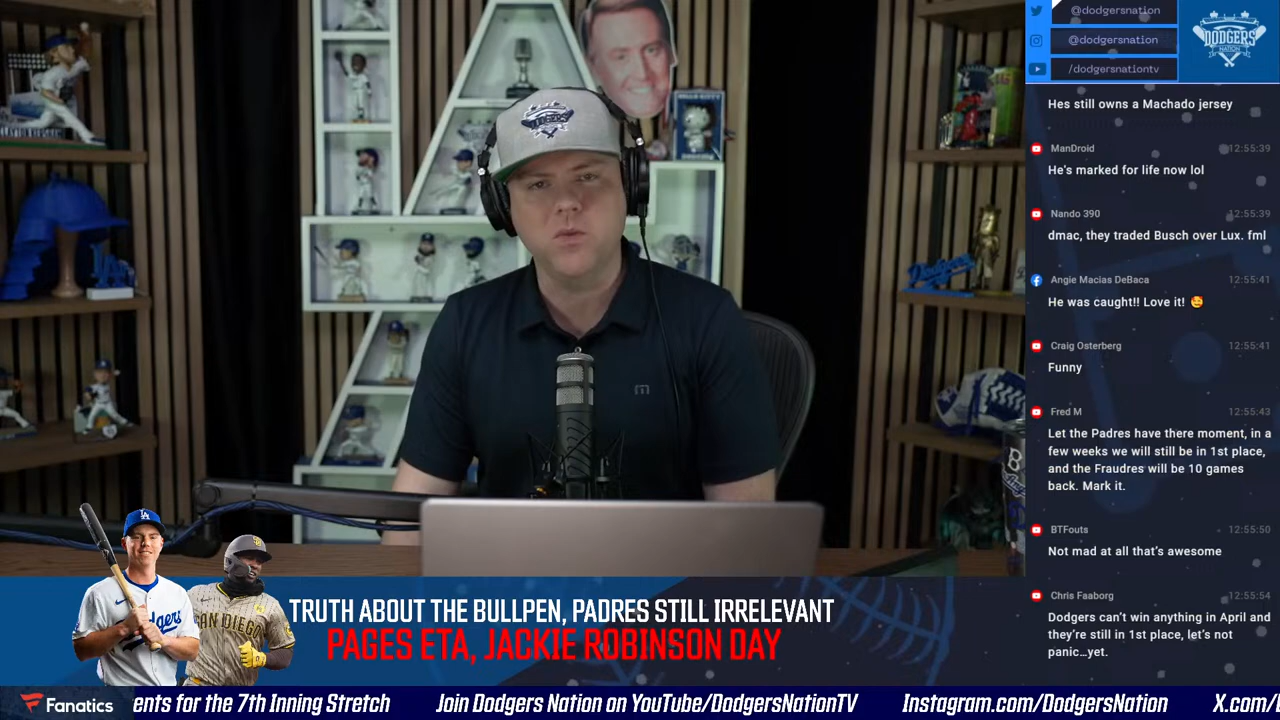 @dodgersnation
@dodgersnation
/dodgersnationtv
DODGERS
NATION
Hes still owns a Machado jersey
ManDroid 12:55:39
He's marked for life now lol
Nando 390 12:55:39
dmac, they traded Busch over Lux. fml
Angie Macias DeBaca 12:55:41
He was caught!! Love it! 🥰
Craig Osterberg 12:55:41
Funny
Fred M 12:55:43
Let the Padres have there moment, in a
few weeks we will still be in 1st place,
and the Fraudres will be 10 games
back. Mark it.
BTFouts 12:55:50
Not mad at all that's awesome
Chris Faaborg 12:55:54
Dodgers can't win anything in April and
they're still in 1st place, let's not
panic...yet.
Dodgers
LA
Dodgers
SAN DIEGO
TRUTH ABOUT THE BULLPEN, PADRES STILL IRRELEVANT
PAGES ETA, JACKIE ROBINSON DAY
Fanatics
ents for the 7th Inning Stretch Join Dodgers Nation on YouTube/DodgersNationTV Instagram.com/DodgersNation X.com/